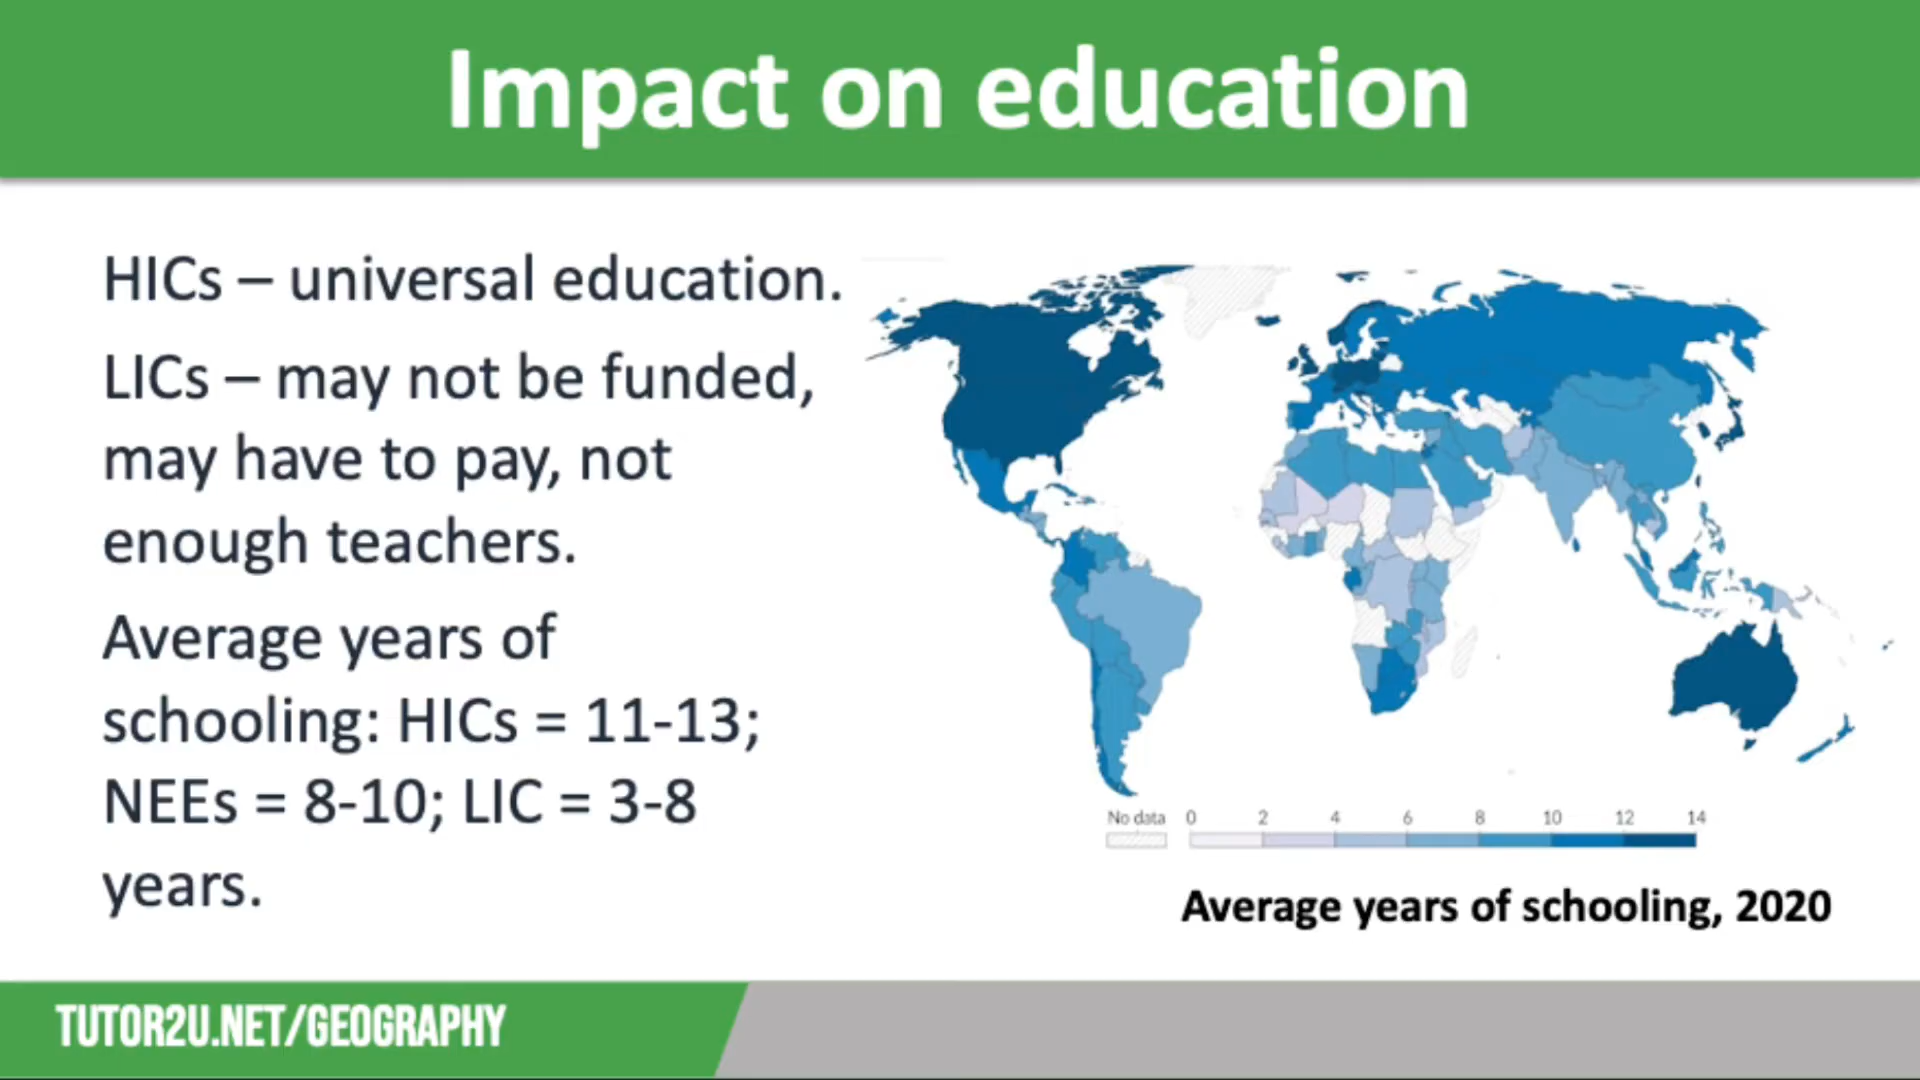 Impact on education
HICs – universal education.
LICs – may not be funded,
may have to pay, not
enough teachers.
Average years of
schooling: HICs = 11-13;
NEEs = 8-10; LIC = 3-8
years.
No data 0 2 4 6 8 10 12 14
Average years of schooling, 2020
TUTOR2U.NET/GEOGRAPHY